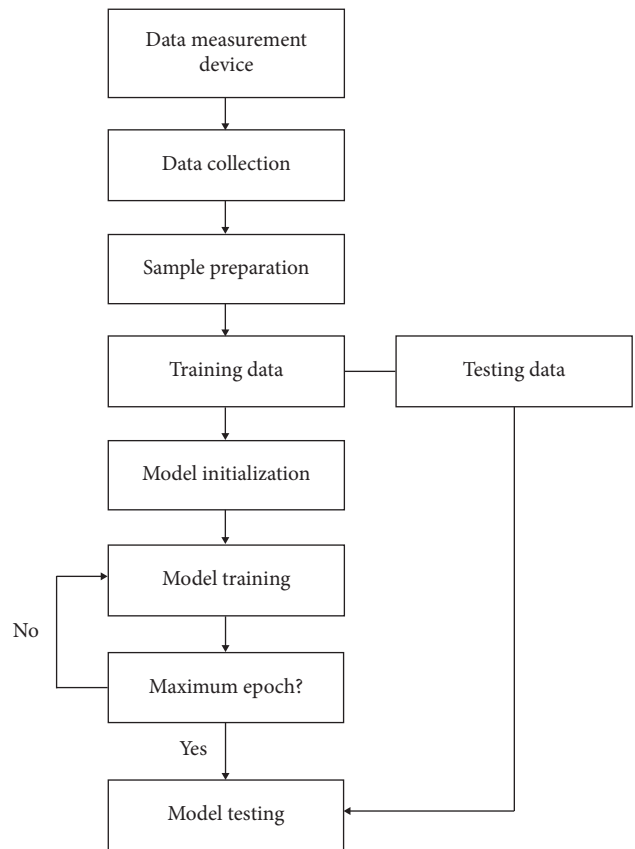 Data measurement
device
Data collection
Sample preparation
Training data
Testing data
Model initialization
Model training
No
Maximum epoch?
Yes
Model testing